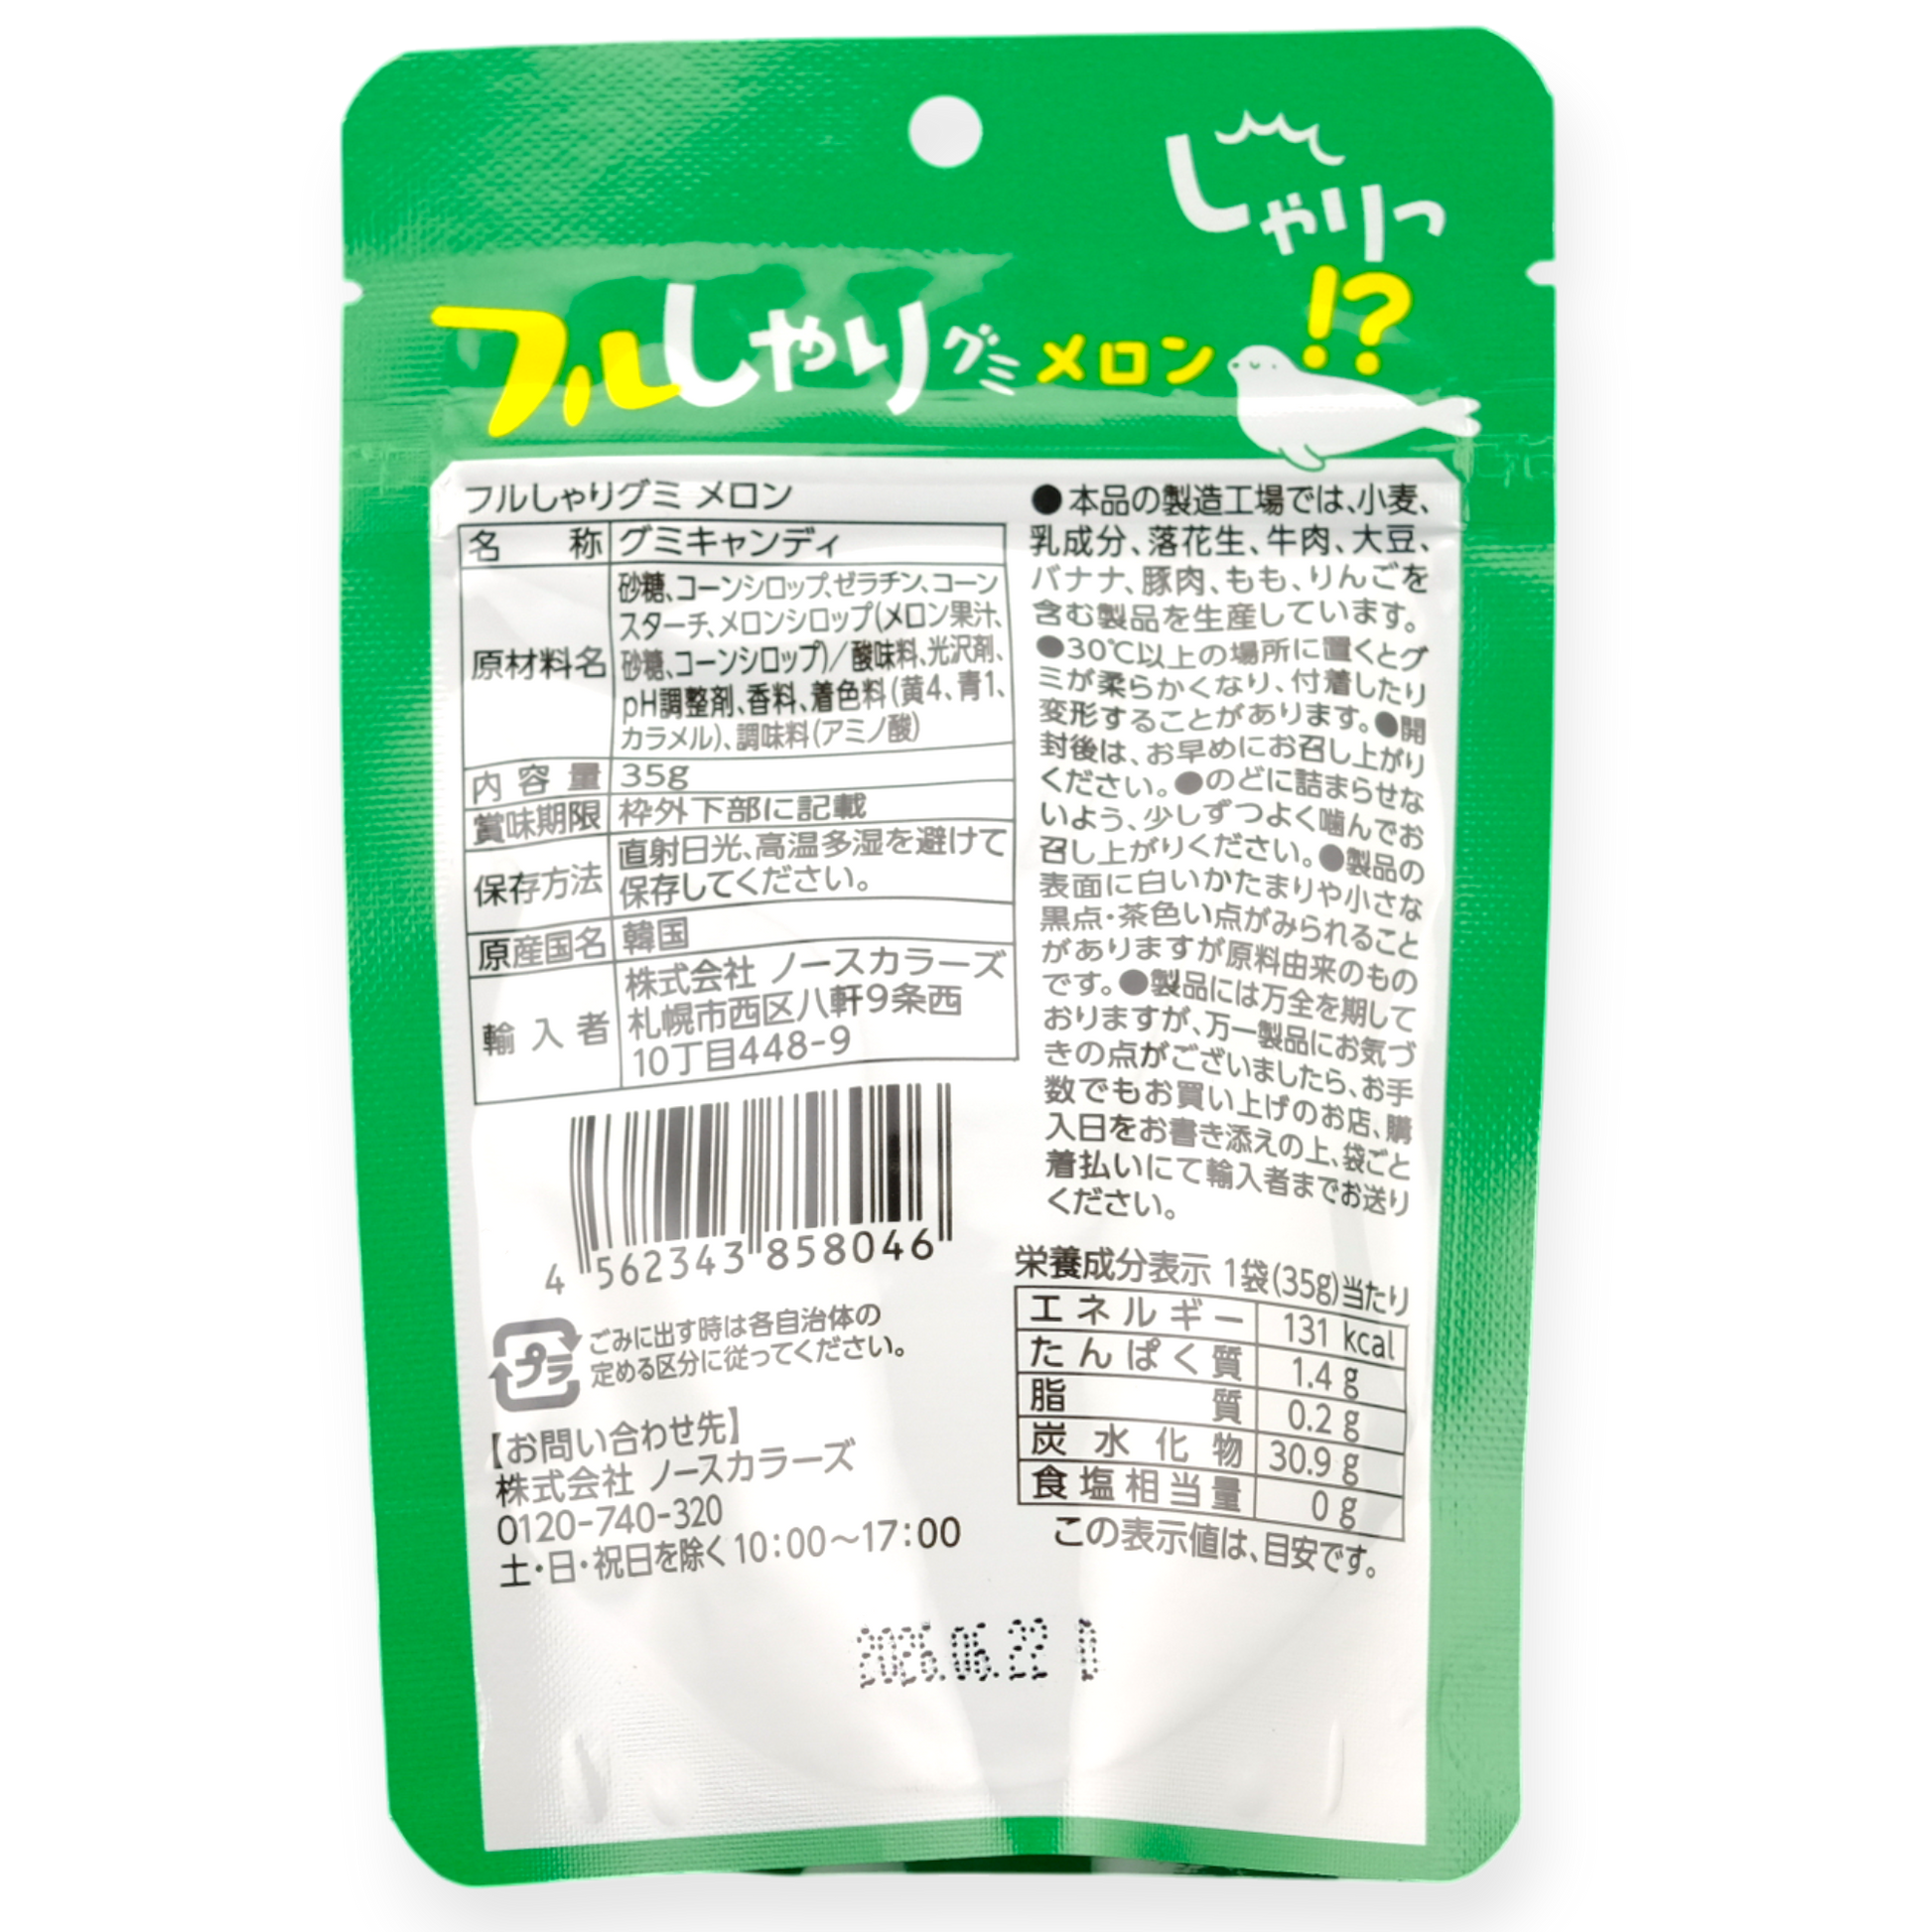 しゃりっ
!?
フルしゃりグミ メロン
フルしゃりグミ メロン
名 称 グミキャンディ
原材料名 砂糖、コーンシロップ、ゼラチン、コーン
スターチ、メロンシロップ(メロン果汁、
砂糖、コーンシロップ)/酸味料、光沢剤、
pH調整剤、香料、着色料(黄4、青1、
カラメル)、調味料(アミノ酸)
内容量 35g
賞味期限 枠外下部に記載
保存方法 直射日光、高温多湿を避けて
保存してください。
原産国名 韓国
輸入者 株式会社 ノースカラーズ
札幌市西区八軒9条西
10丁目448-9
4 562343 858046
プラ
ごみに出す時は各自治体の
定める区分に従ってください。
【お問い合わせ先】
株式会社 ノースカラーズ
0120-740-320
土・日・祝日を除く10:00〜17:00
●本品の製造工場では、小麦、
乳成分、落花生、牛肉、大豆、
バナナ、豚肉、もも、りんごを
含む製品を生産しています。
●30℃以上の場所に置くとグ
ミが柔らかくなり、付着したり
変形することがあります。●開
封後は、お早めにお召し上がり
ください。●のどに詰まらせな
いよう、少しずつよく噛んでお
召し上がりください。●製品の
表面に白いかたまりや小さな
黒点・茶色い点がみられること
がありますが原料由来のもの
です。●製品には万全を期して
おりますが、万一製品にお気づ
きの点がございましたら、お手
数でもお買い上げのお店、購
入日をお書き添えの上、袋ごと
着払いにて輸入者までお送り
ください。
栄養成分表示 1袋(35g)当たり
エネルギー 131 kcal
たんぱく質 1.4 g
脂質 0.2 g
炭水化物 30.9 g
食塩相当量 0 g
この表示値は、目安です。
2026.06.22 D